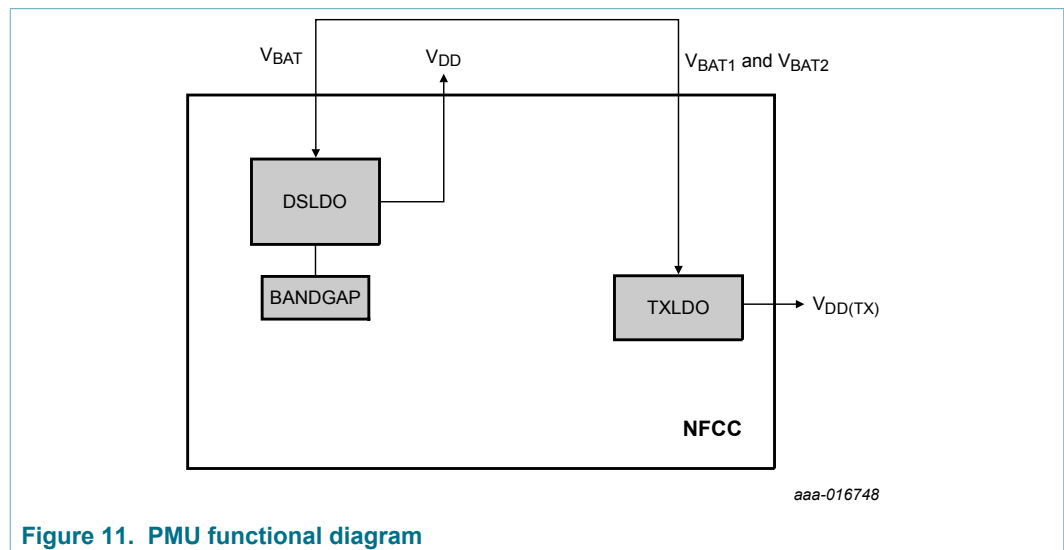 VBAT
VDD
VBAT1 and VBAT2
DSLDO
BANDGAP
TXLDO
VDD(TX)
NFCC
aaa-016748
Figure 11. PMU functional diagram